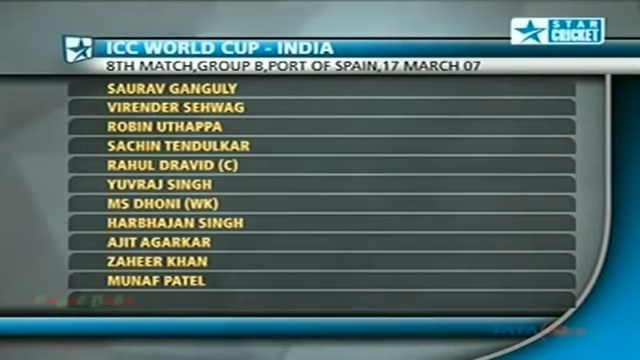 STAR
CRICKET
ICC WORLD CUP - INDIA
8TH MATCH,GROUP B,PORT OF SPAIN,17 MARCH 07
SAURAV GANGULY
VIRENDER SEHWAG
ROBIN UTHAPPA
SACHIN TENDULKAR
RAHUL DRAVID (C)
YUVRAJ SINGH
MS DHONI (WK)
HARBHAJAN SINGH
AJIT AGARKAR
ZAHEER KHAN
MUNAF PATEL